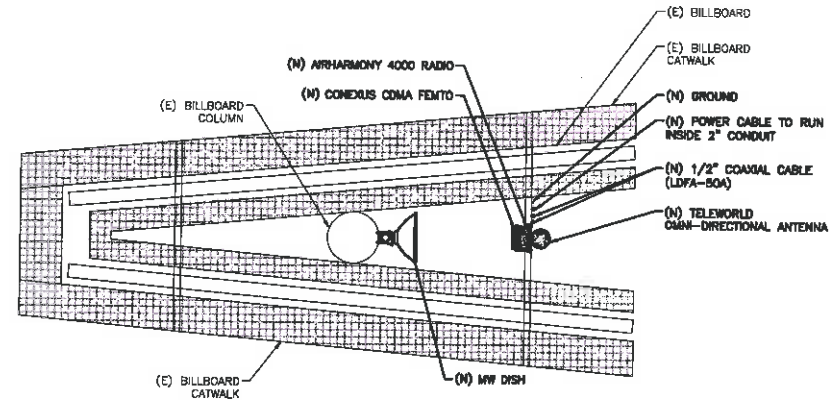 (E) BILLBOARD
(E) BILLBOARD
CATWALK
(N) AIRHARMONY 4000 RADIO
(N) CONEXUS CDMA FEMTO
(E) BILLBOARD
COLUMN
(N) GROUND
(N) POWER CABLE TO RUN
INSIDE 2" CONDUIT
(N) 1/2" COAXIAL CABLE
(LDFA-50A)
(N) TELEWORLD
OMNI-DIRECTIONAL ANTENNA
(E) BILLBOARD
CATWALK
(N) MW DISH